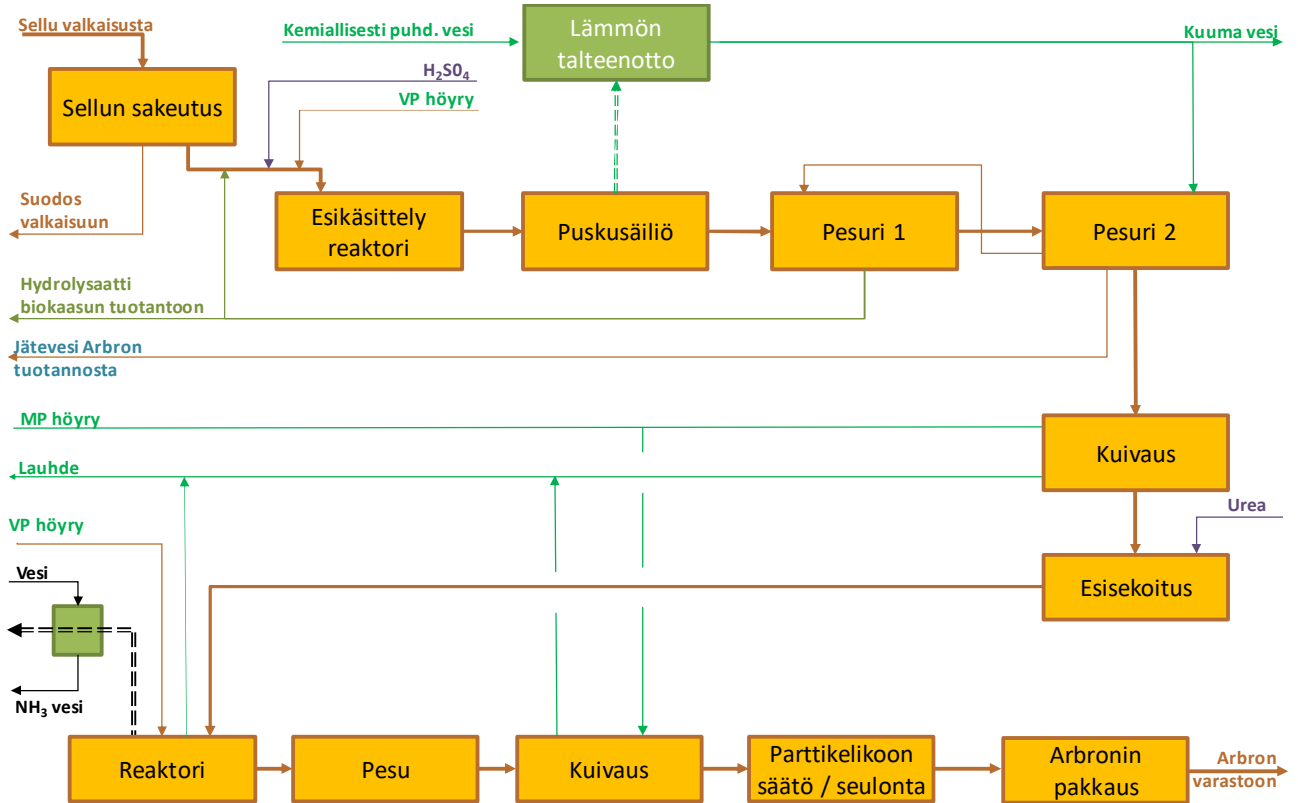 Sellu valkaisusta
Kemiallisesti puhd. vesi
Lämmön
talteenotto
Kuuma vesi
H₂S0₄
VP höyry
Sellun sakeutus
Suodos
valkaisuun
Esikäsittely
reaktori
Puskusäiliö
Pesuri 1
Pesuri 2
Hydrolysaatti
biokaasun tuotantoon
Jätevesi Arbron
tuotannosta
MP höyry
Kuivaus
Lauhde
Urea
VP höyry
Vesi
Esisekoitus
NH₃ vesi
Reaktori
Pesu
Kuivaus
Parttikelikoon
säätö / seulonta
Arbronin
pakkaus
Arbron
varastoon